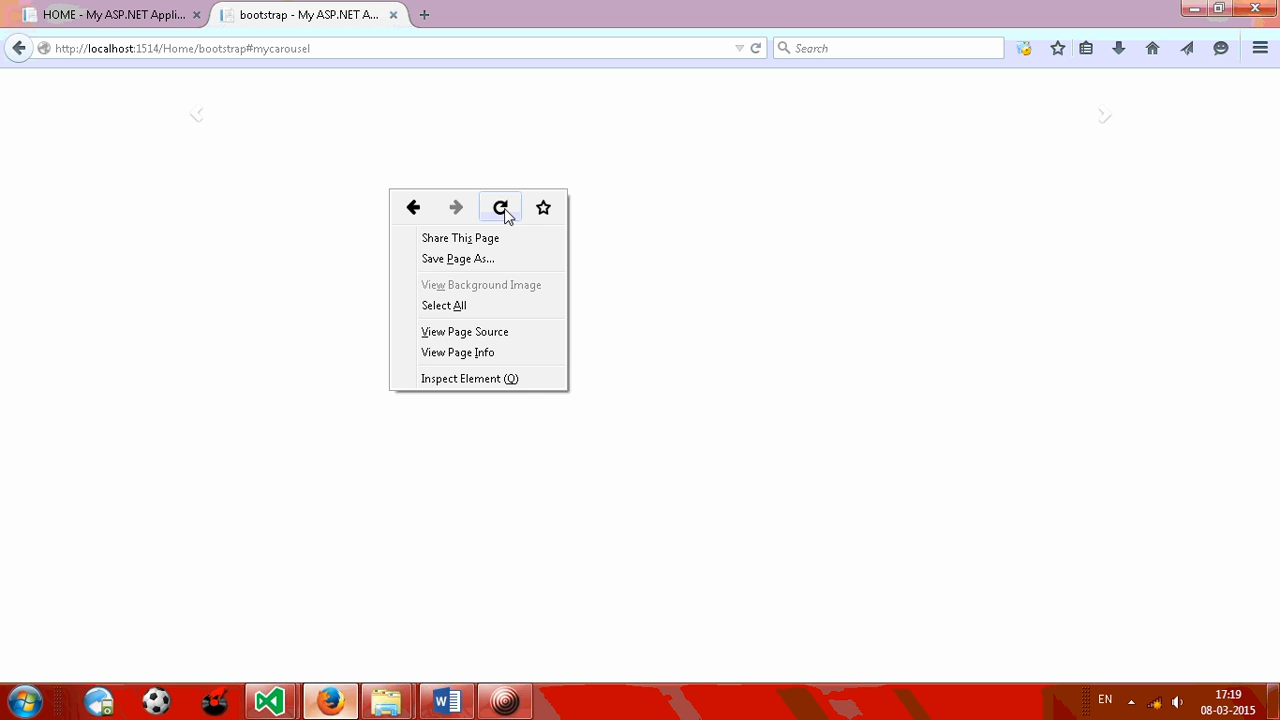 HOME - My ASP.NET Appli...
bootstrap - My ASP.NET A...
http://localhost:1514/Home/bootstrap#mycarousel
Search
Share This Page
Save Page As...
View Background Image
Select All
View Page Source
View Page Info
Inspect Element (Q)
EN
17:19
08-03-2015